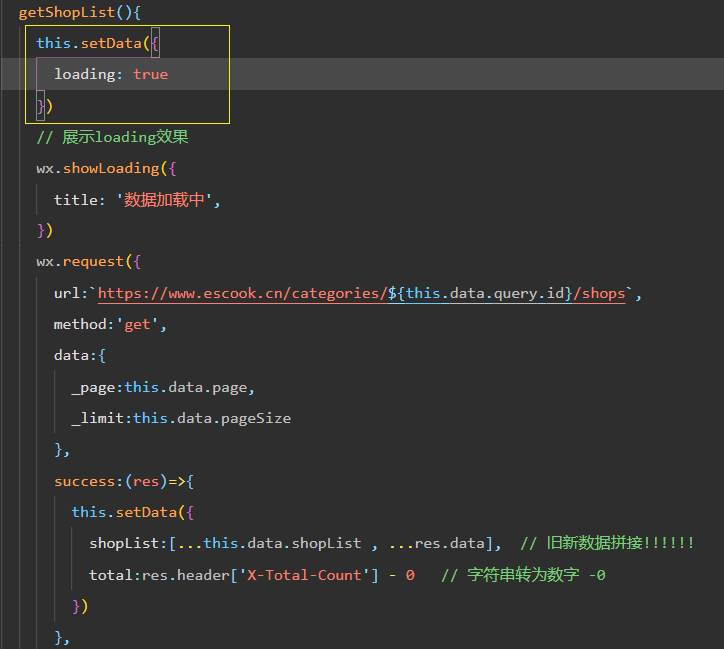 getShopList(){
this.setData({
loading: true
})
// 展示loading效果
wx.showLoading({
title: '数据加载中',
})
wx.request({
url:`https://www.escook.cn/categories/${this.data.query.id}/shops`,
method:'get',
data:{
_page:this.data.page,
_limit:this.data.pageSize
},
success:(res)=>{
this.setData({
shopList:[...this.data.shopList , ...res.data], // 旧新数据拼接!!!!!!
total:res.header['X-Total-Count'] - 0 // 字符串转为数字 -0
})
},